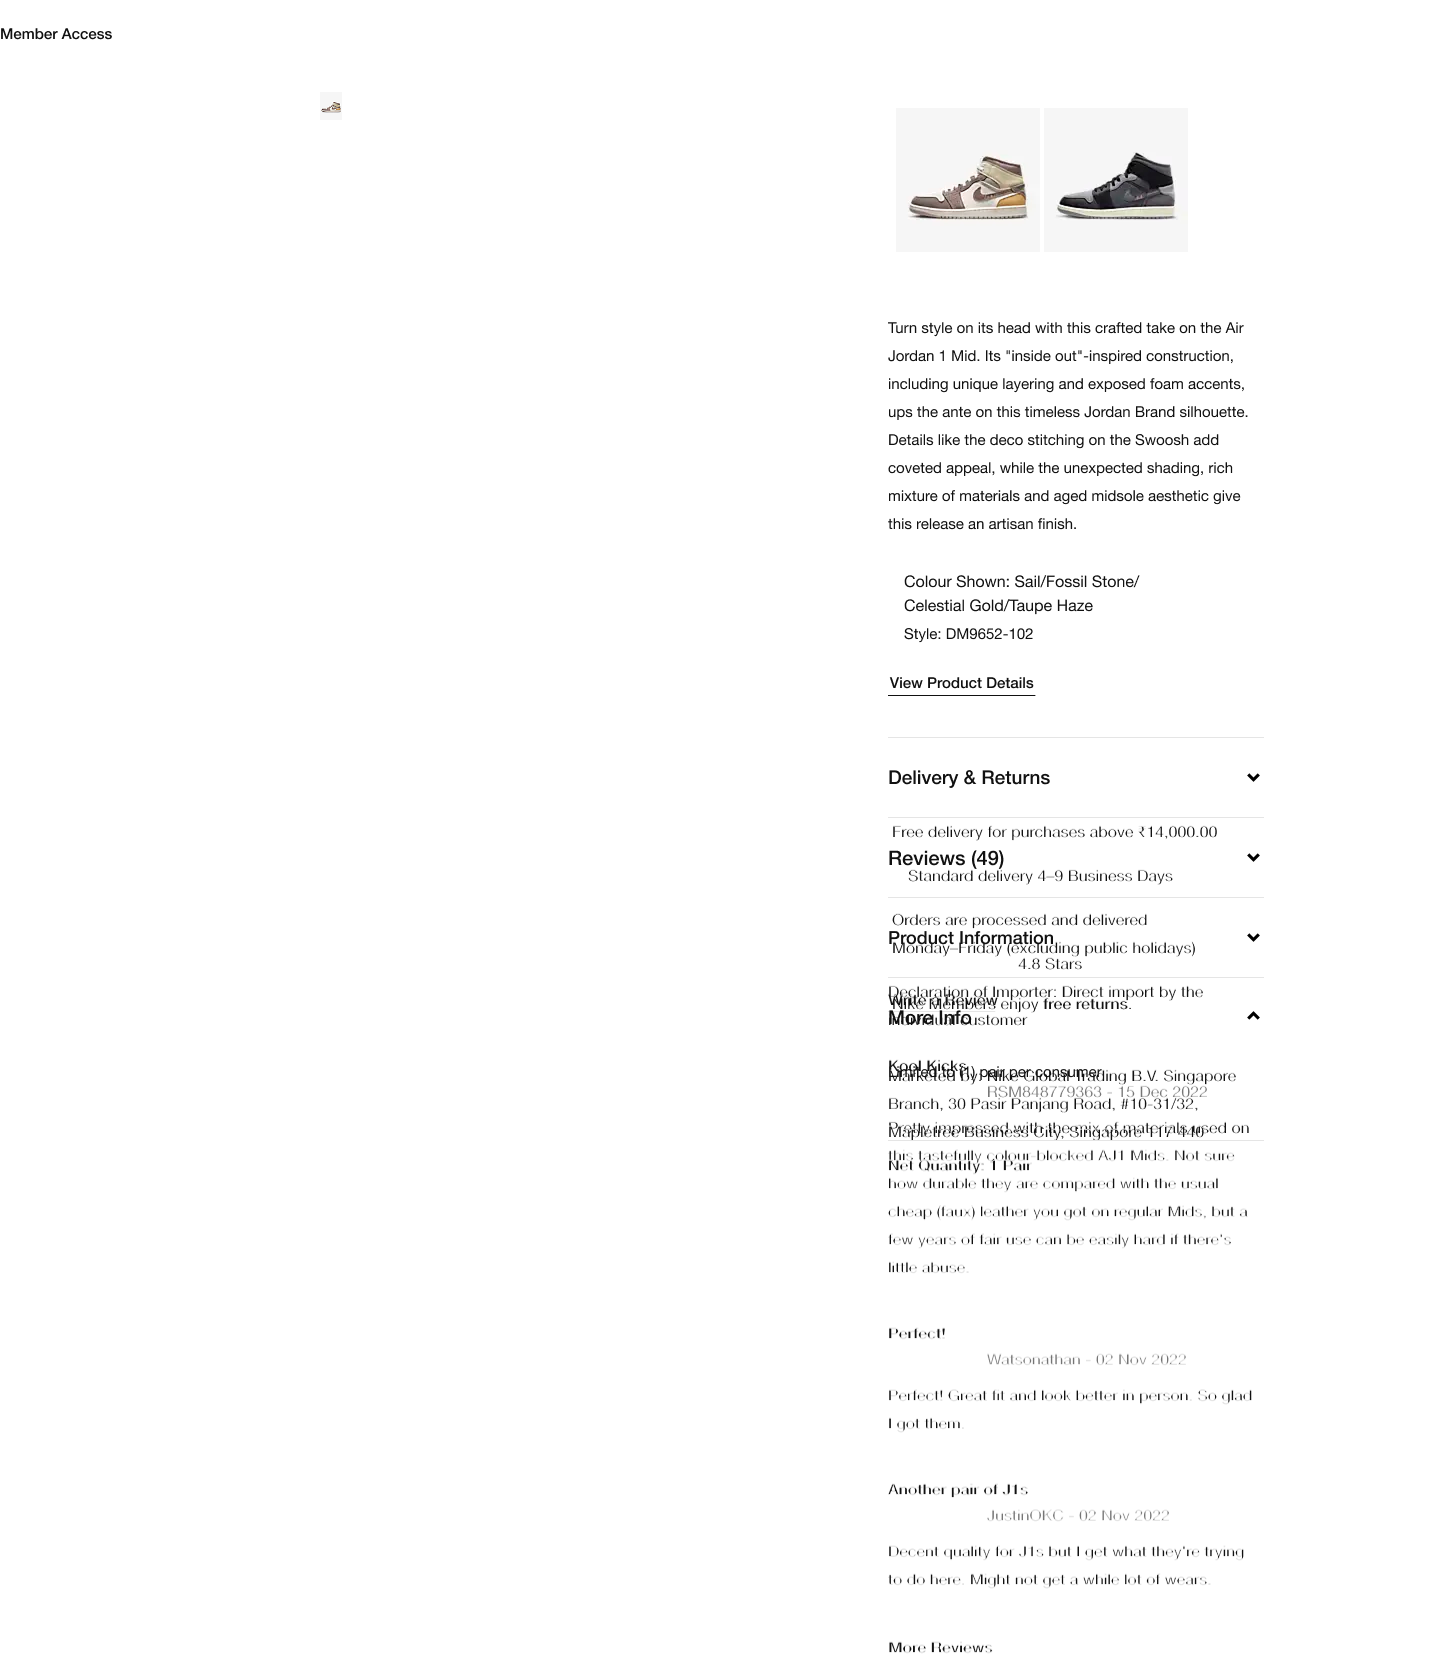 Member Access
Turn style on its head with this crafted take on the Air
Jordan 1 Mid. Its "inside out"-inspired construction,
including unique layering and exposed foam accents,
ups the ante on this timeless Jordan Brand silhouette.
Details like the deco stitching on the Swoosh add
coveted appeal, while the unexpected shading, rich
mixture of materials and aged midsole aesthetic give
this release an artisan finish.
Colour Shown: Sail/Fossil Stone/
Celestial Gold/Taupe Haze
Style: DM9652-102
View Product Details
Delivery & Returns
Free delivery for purchases above ₹14,000.00
Reviews (49)
Standard delivery 4–9 Business Days
Orders are processed and delivered
Product Information
Monday–Friday (excluding public holidays)
4.8 Stars
Declaration of Importer: Direct import by the
Write a Review
Nike Members enjoy free returns.
More Info
individual customer
Kool Kicks
Limited to (1) pair per consumer
Marketed by: Nike Global Trading B.V. Singapore
RSM848779363 - 15 Dec 2022
Branch, 30 Pasir Panjang Road, #10-31/32,
Pretty impressed with the mix of materials used on
Mapletree Business City, Singapore 117 440
this tastefully colour-blocked AJ1 Mids. Not sure
Net Quantity: 1 Pair
how durable they are compared with the usual
cheap (faux) leather you got on regular Mids, but a
few years of fair use can be easily hard if there's
little abuse.
Perfect!
Watsonathan - 02 Nov 2022
Perfect! Great fit and look better in person. So glad
I got them.
Another pair of J1s
JustinOKC - 02 Nov 2022
Decent quality for J1s but I get what they're trying
to do here. Might not get a while lot of wears.
More Reviews